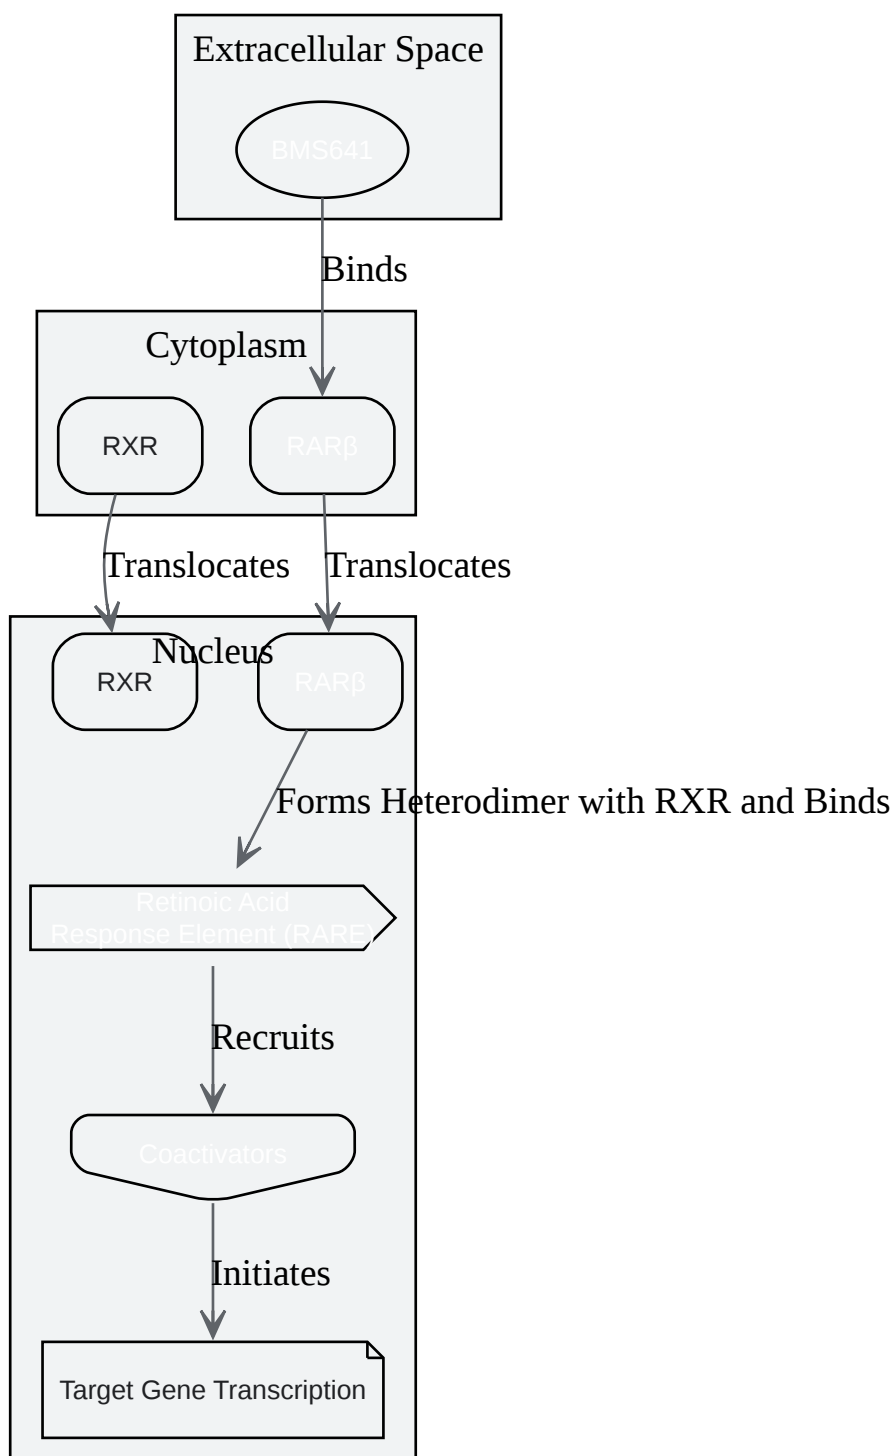 Extracellular Space
BMS641
Binds
Cytoplasm
RXR
RARβ
Translocates
Translocates
Nucleus
RXR
RARβ
Forms Heterodimer with RXR and Binds
Retinoic Acid
Response Element (RARE)
Recruits
Coactivators
Initiates
Target Gene Transcription